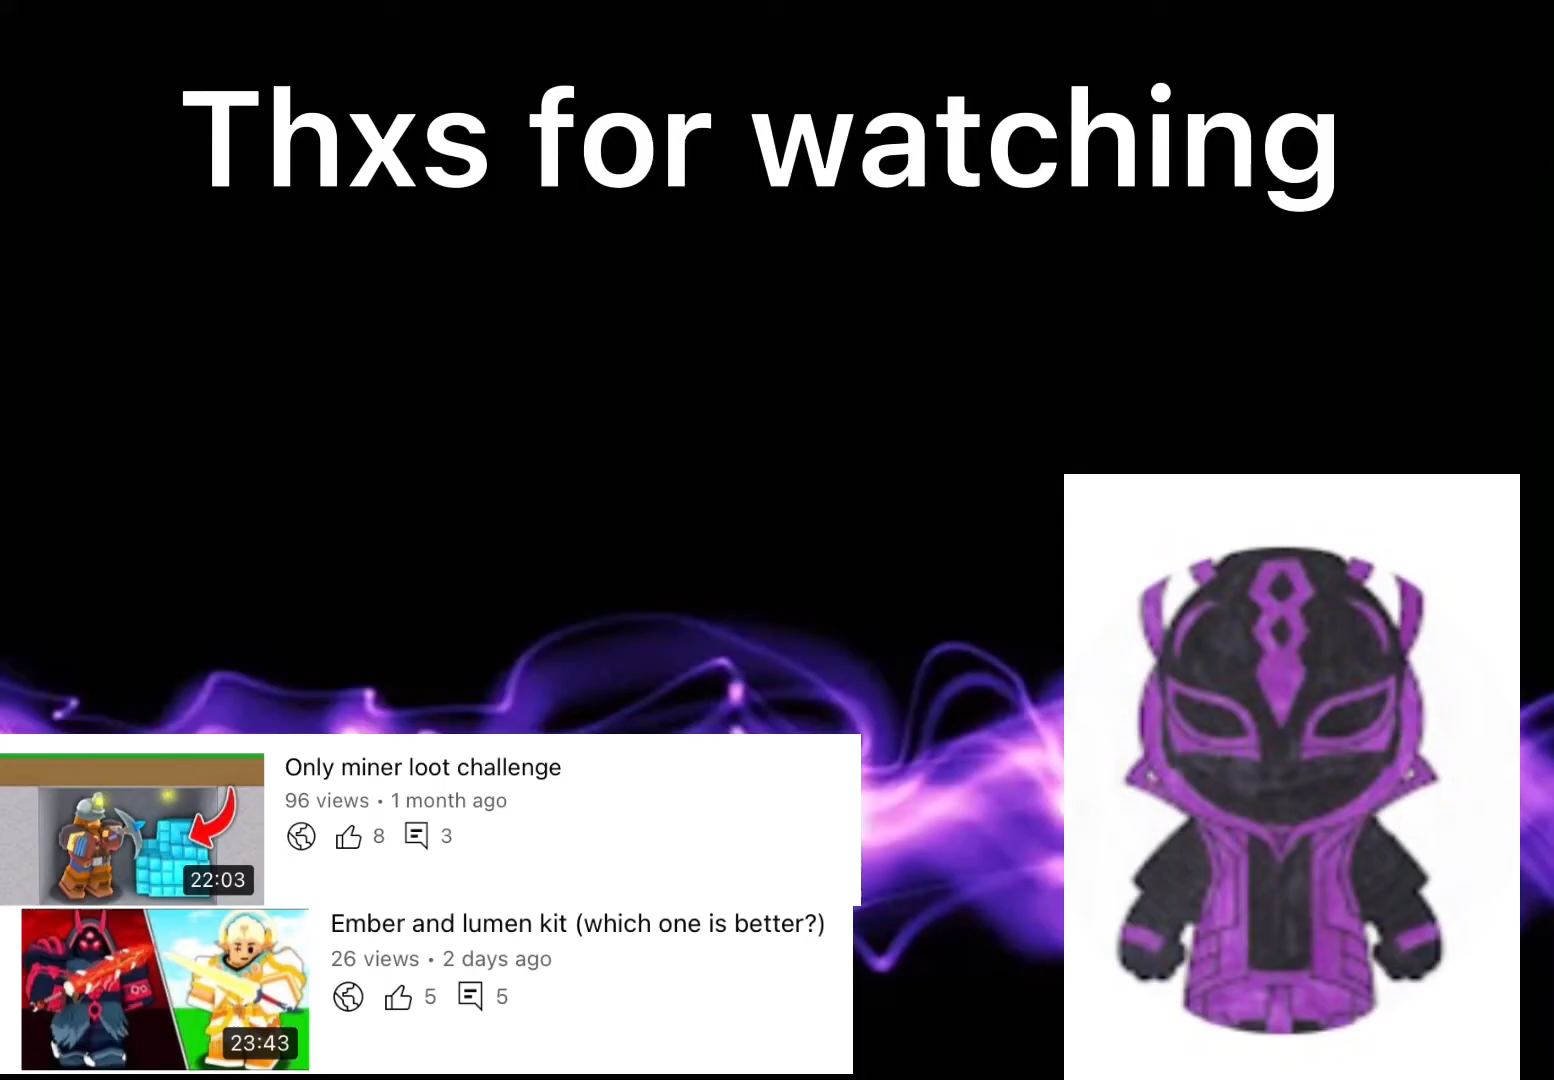 Thxs for watching
Only miner loot challenge
96 views • 1 month ago
8 3
22:03
Ember and lumen kit (which one is better?)
26 views • 2 days ago
5 5
23:43